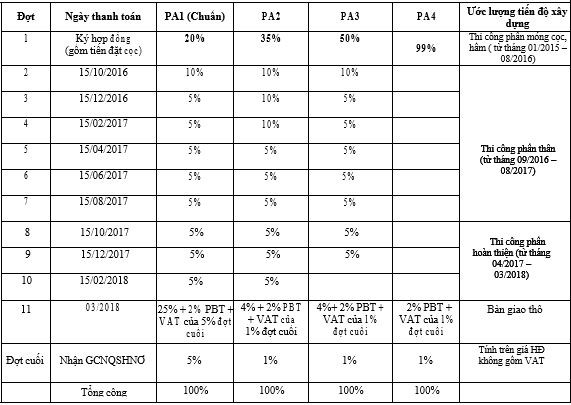 Đợt Ngày thanh toán PA1 (Chuẩn) PA2 PA3 PA4 Ước lượng tiến độ xây
dựng
1 Ký hợp đồng 20% 35% 50% 99% Thi công phần móng cọc,
(gồm tiền đặt cọc) hầm ( từ tháng 01/2015 –
08/2016)
2 15/10/2016 10% 10% 10%
3 15/12/2016 5% 10% 5%
4 15/02/2017 5% 10% 5%
Thi công phần thân
5 15/04/2017 5% 5% 5%
(từ tháng 09/2016 –
08/2017)
6 15/06/2017 5% 5% 5%
7 15/08/2017 5% 5% 5%
8 15/10/2017 5% 5% 5%
Thi công phần
hoàn thiện (từ tháng
9 15/12/2017 5% 5% 5%
04/2017 –
03/2018)
10 15/02/2018 5% 5%
11 03/2018 25% + 2% PBT + 4% + 2% PBT 4%+ 2% PBT + 2% PBT + Bàn giao thô
VAT của 5% đợt + VAT của VAT của 1% VAT của 1%
cuối 1% đợt cuối đợt cuối đợt cuối
Đợt cuối Nhận GCNQSHNƠ 5% 1% 1% 1% Tính trên giá HĐ
không gồm VAT
Tổng công 100% 100% 100% 100%